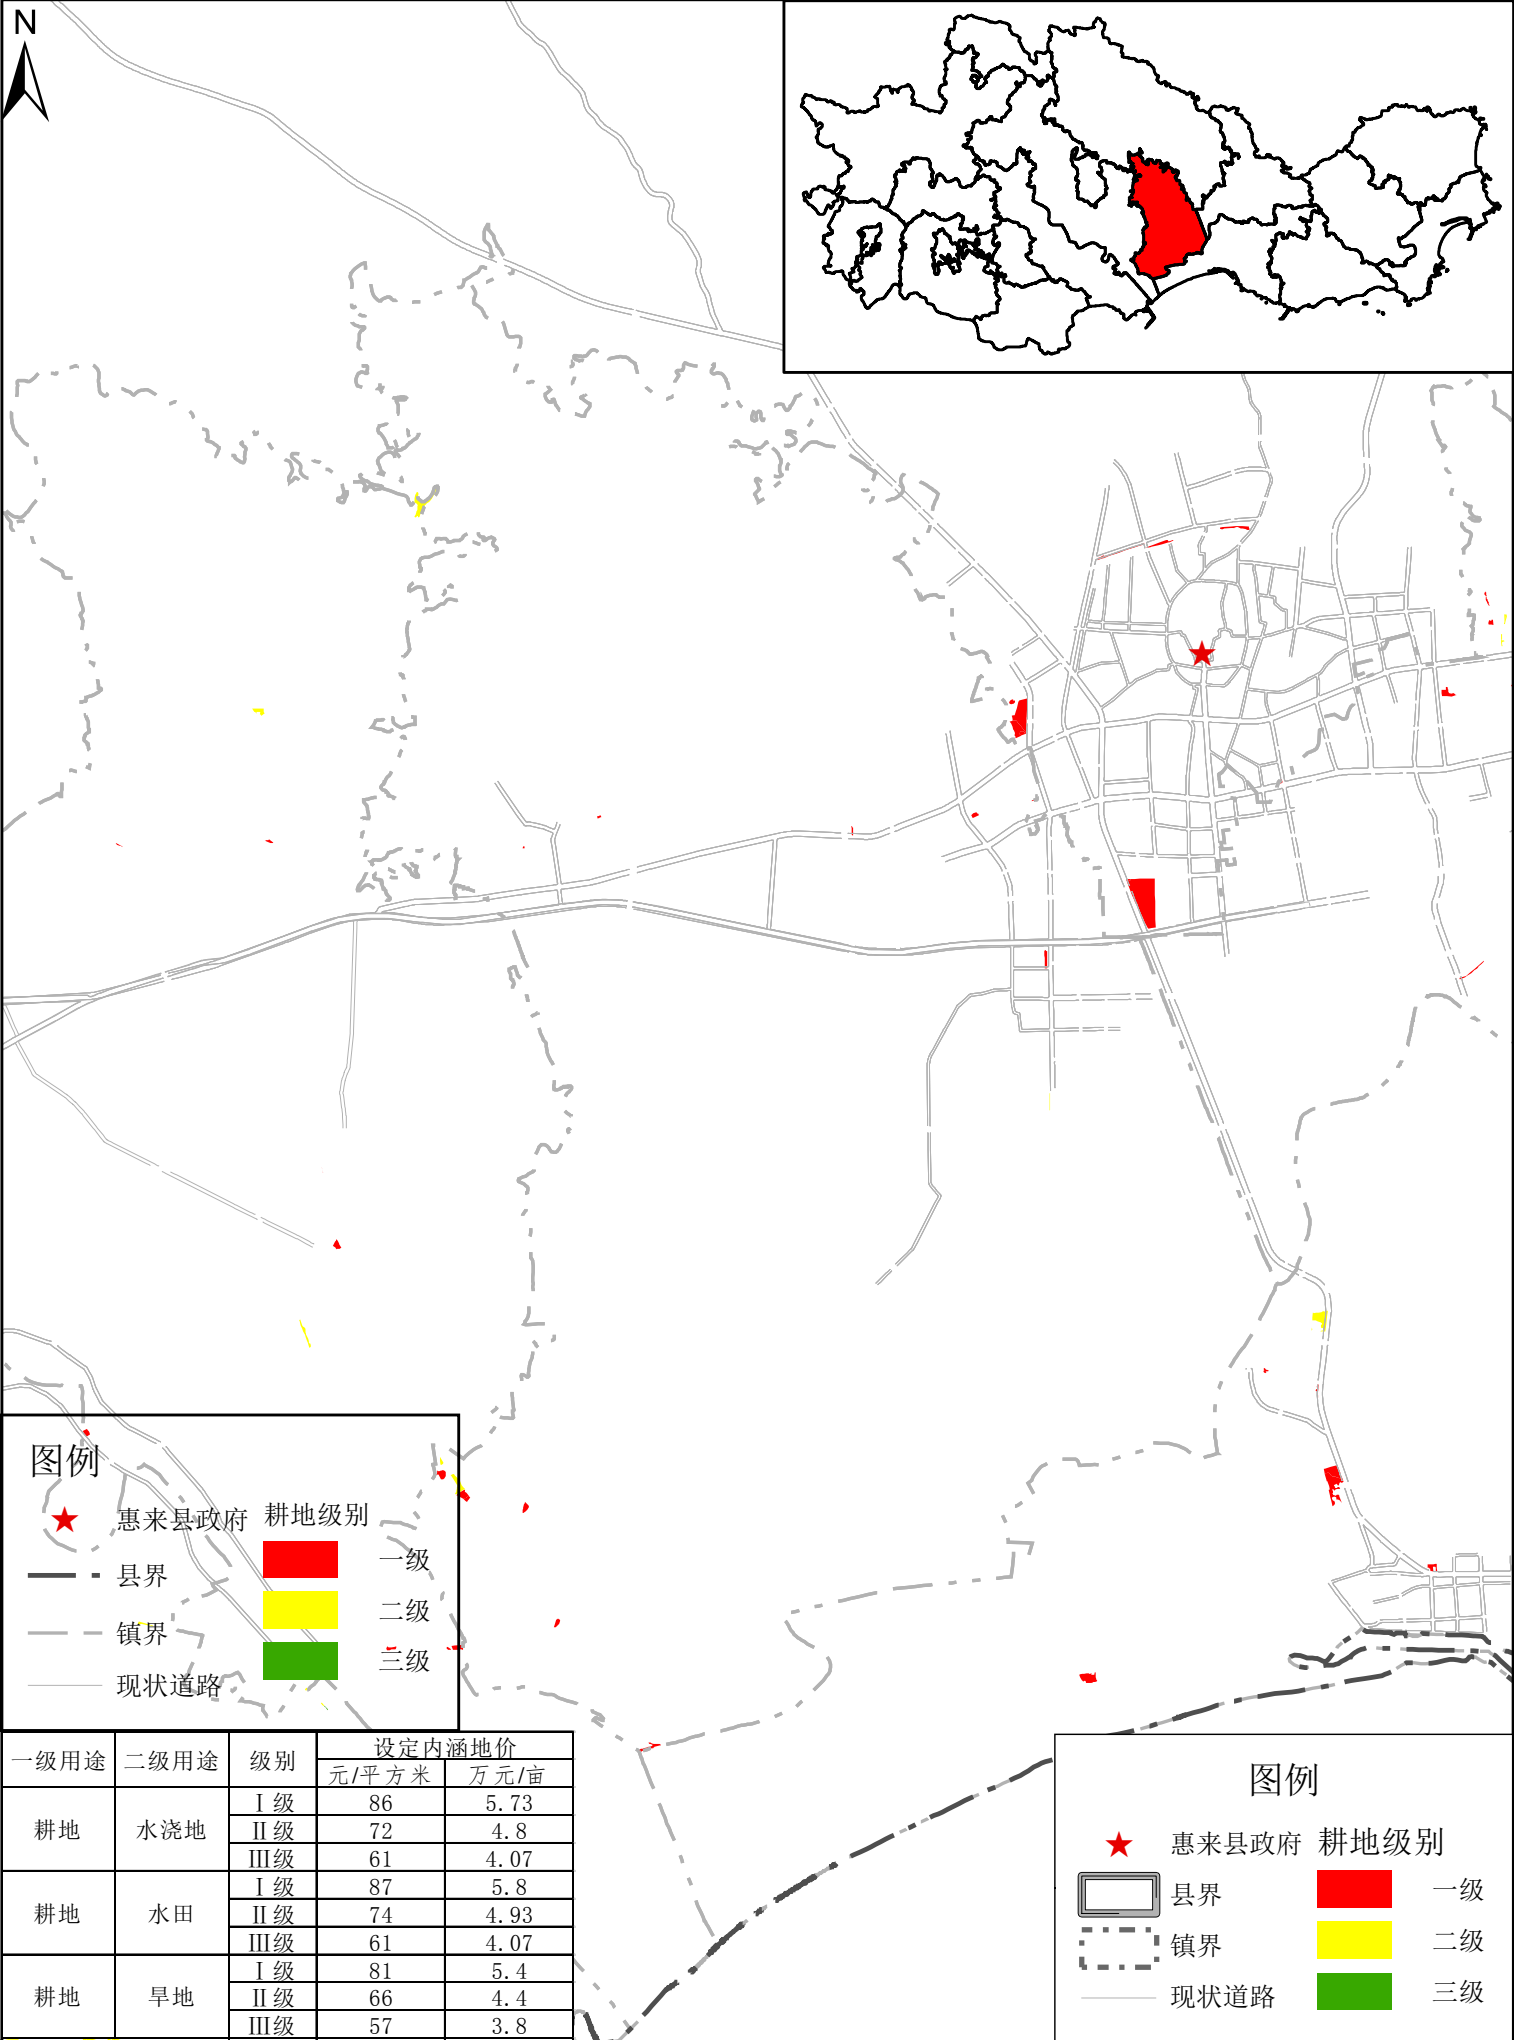 N
图例
惠来县政府 耕地级别
一级
县界
二级
镇界
三级
现状道路
一级用途 二级用途 级别 设定内涵地价
元/平方米 万元/亩
耕地 水浇地 Ⅰ级 86 5.73
Ⅱ级 72 4.8
Ⅲ级 61 4.07
耕地 水田 Ⅰ级 87 5.8
Ⅱ级 74 4.93
Ⅲ级 61 4.07
耕地 旱地 Ⅰ级 81 5.4
Ⅱ级 66 4.4
Ⅲ级 57 3.8
图例
惠来县政府 耕地级别
县界 一级
镇界 二级
现状道路 三级